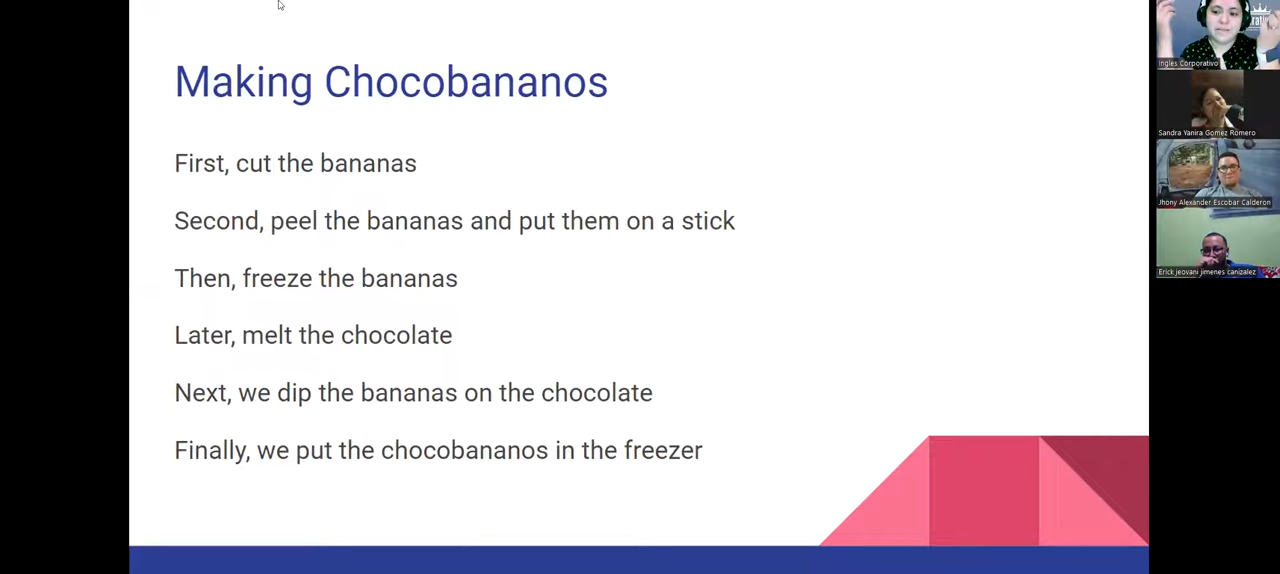 Making Chocobananos
First, cut the bananas
Second, peel the bananas and put them on a stick
Then, freeze the bananas
Later, melt the chocolate
Next, we dip the bananas on the chocolate
Finally, we put the chocobananos in the freezer
Ingles Corporativo
Sandra Yanira Gomez Romero
Jhony Alexander Escobar Calderon
Erick jeovani jimenes canizalez